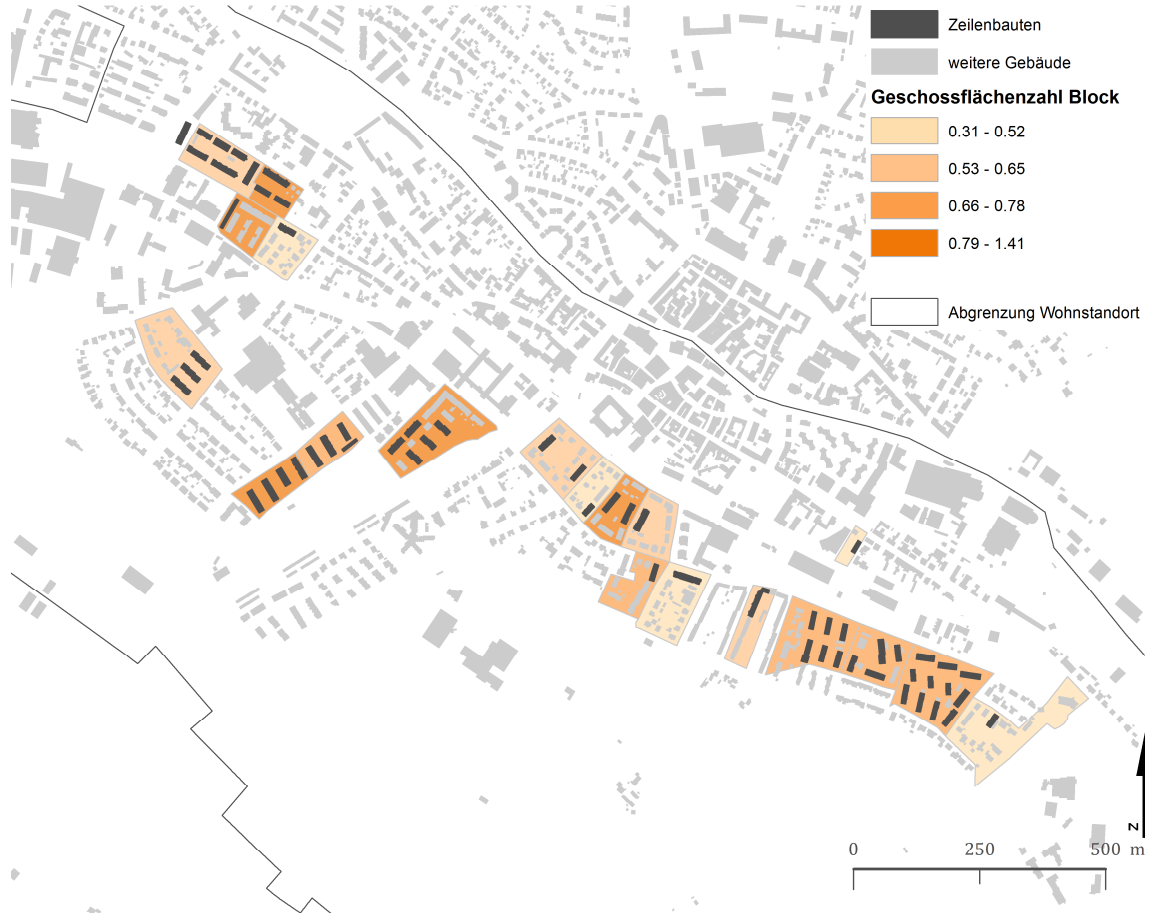 Zeilenbauten
weitere Gebäude
Geschossflächenzahl Block
0.31 - 0.52
0.53 - 0.65
0.66 - 0.78
0.79 - 1.41
Abgrenzung Wohnstandort
N
0 250 500 m